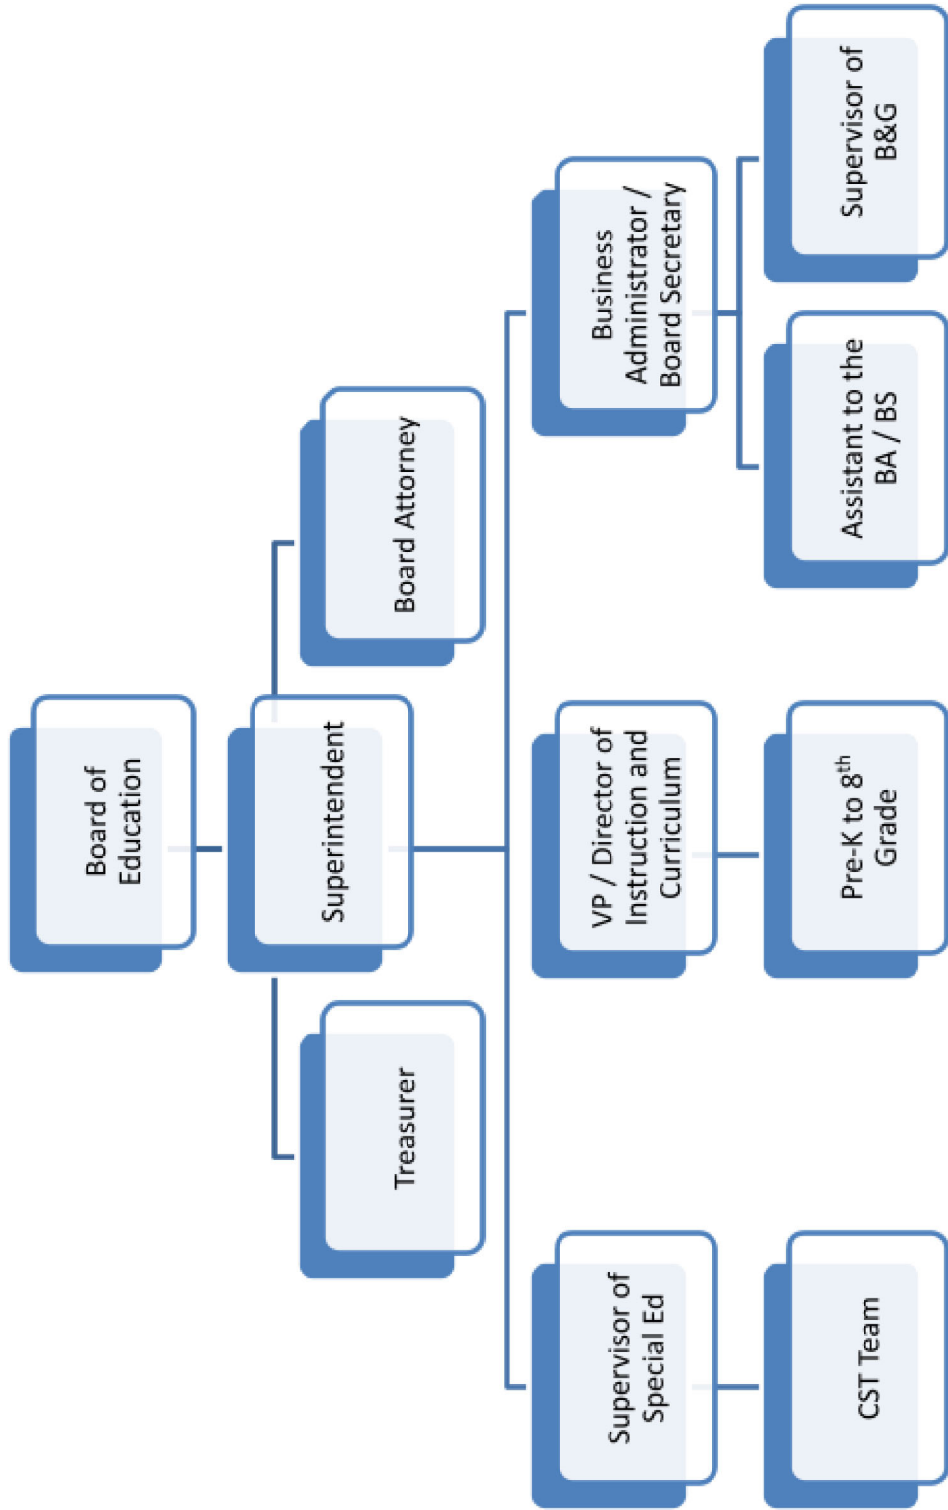 Board of
Education
Superintendent
Treasurer
Board Attorney
Supervisor of
Special Ed
VP / Director of
Instruction and
Curriculum
Business
Administrator /
Board Secretary
CST Team
Pre-K to 8th
Grade
Assistant to the
BA / BS
Supervisor of
B&G